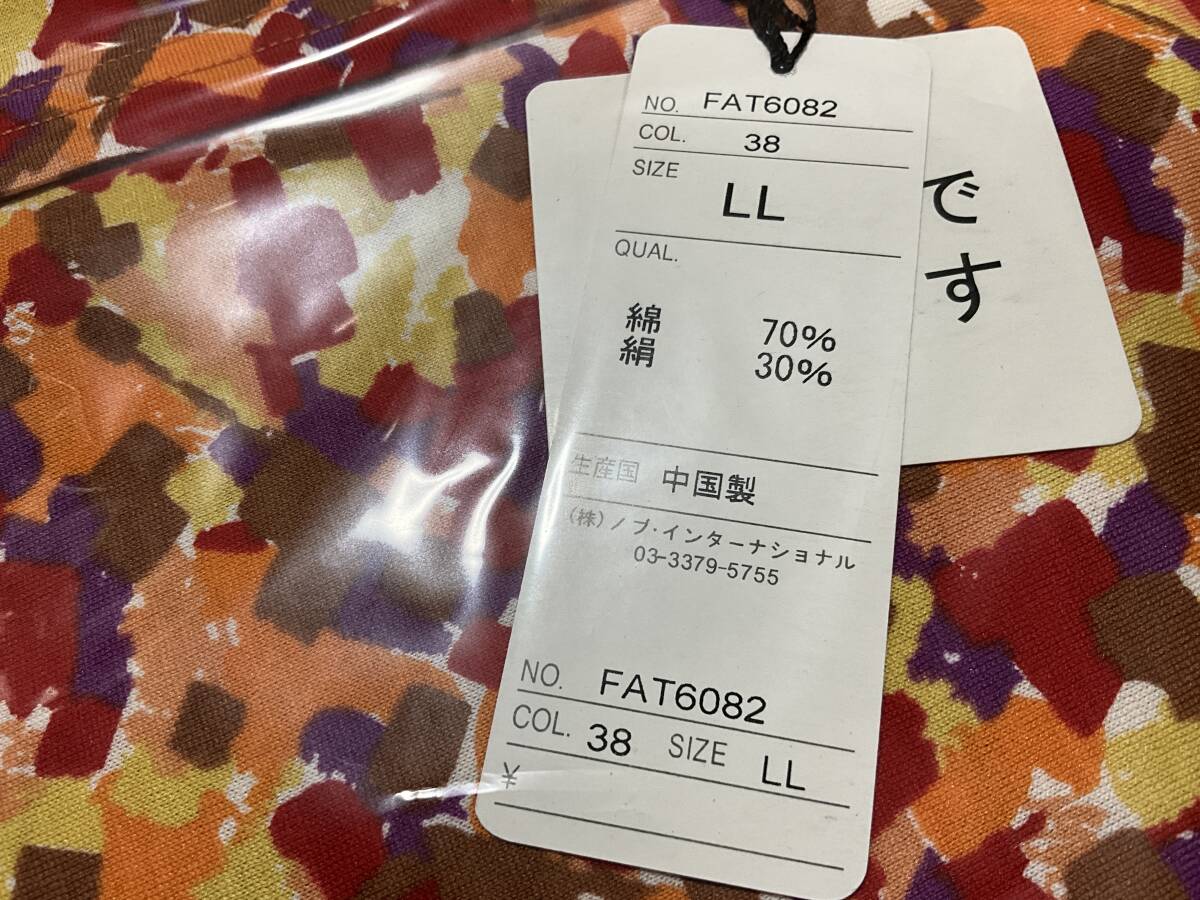 NO. FAT6082
COL. 38
SIZE
LL
QUAL.
綿 70%
絹 30%
生産国 中国製
(株)ノブ・インターナショナル
03-3379-5755
NO. FAT6082
COL. 38 SIZE LL
¥
です